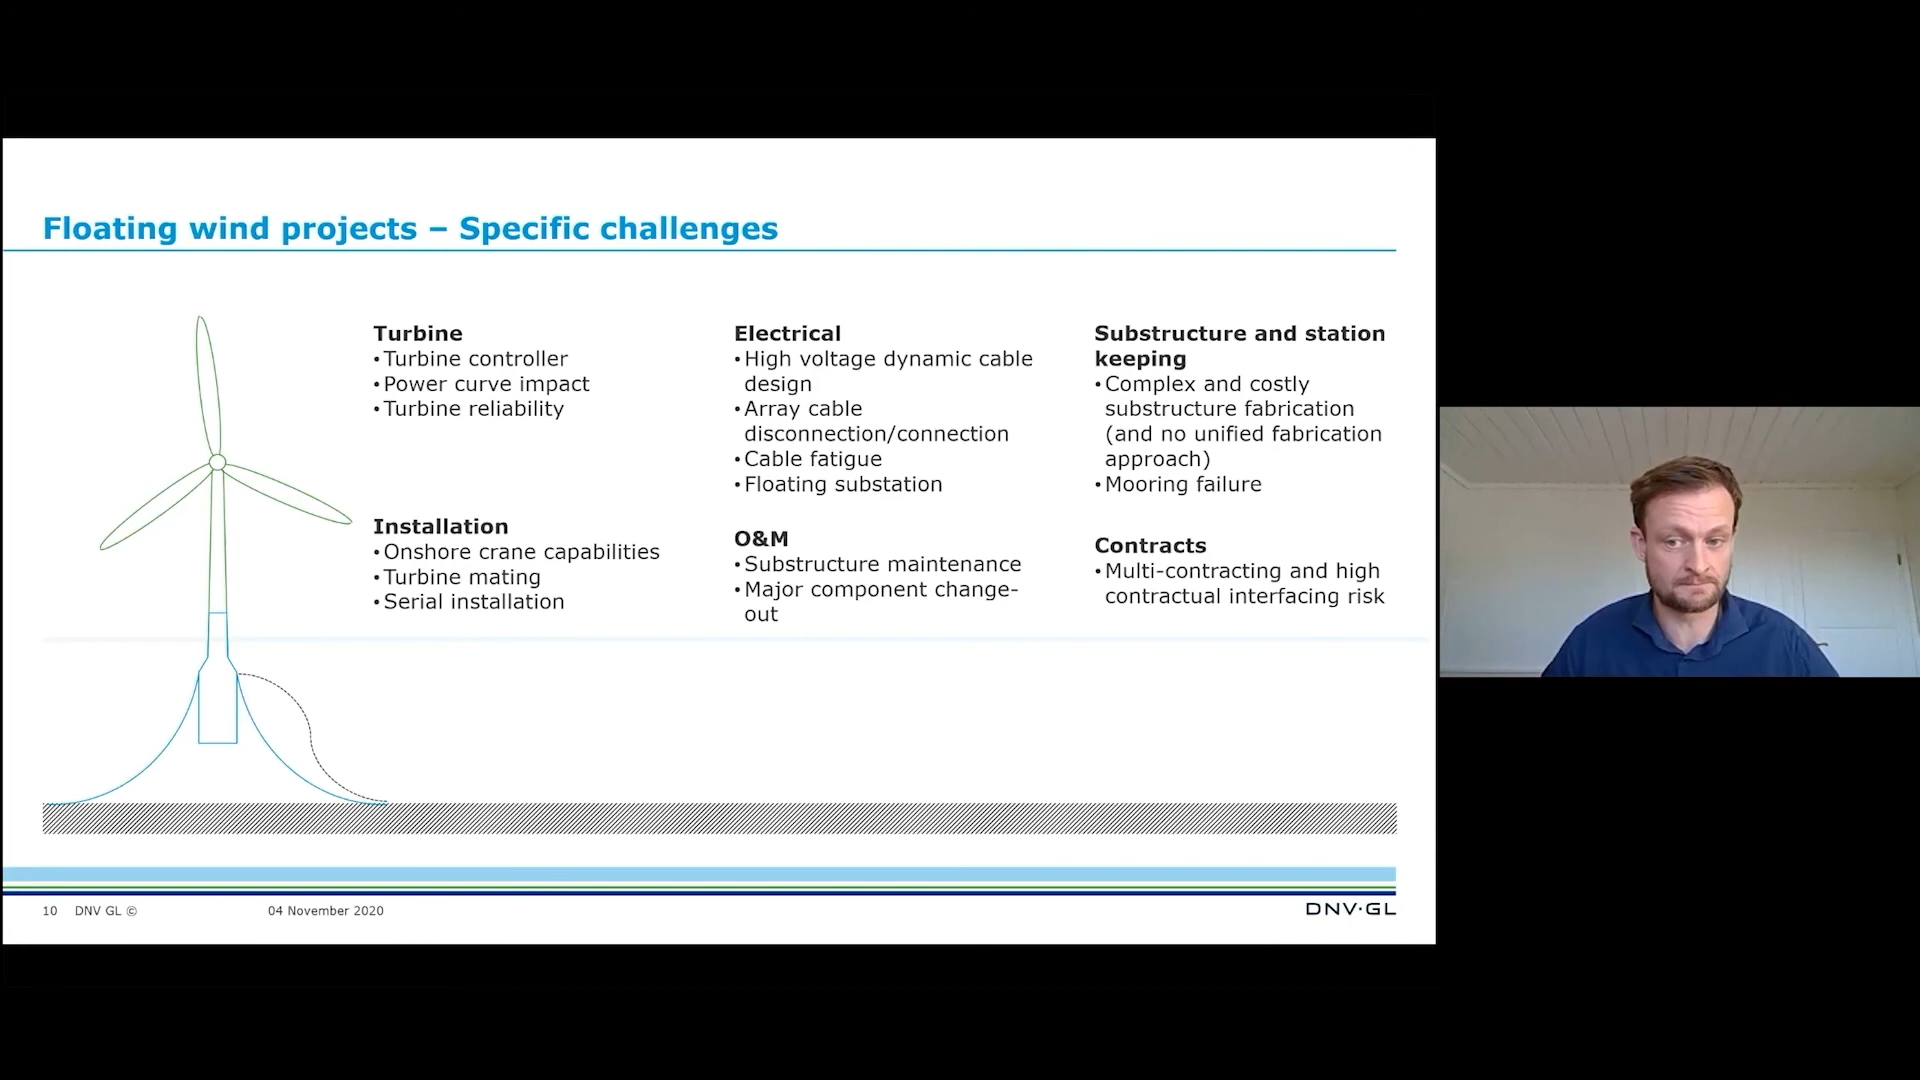 Floating wind projects – Specific challenges
Turbine
•Turbine controller
•Power curve impact
•Turbine reliability
Installation
•Onshore crane capabilities
•Turbine mating
•Serial installation
Electrical
•High voltage dynamic cable
design
•Array cable
disconnection/connection
•Cable fatigue
•Floating substation
O&M
•Substructure maintenance
•Major component change-
out
Substructure and station
keeping
•Complex and costly
substructure fabrication
(and no unified fabrication
approach)
•Mooring failure
Contracts
•Multi-contracting and high
contractual interfacing risk
10 DNV GL © 04 November 2020
DNV·GL